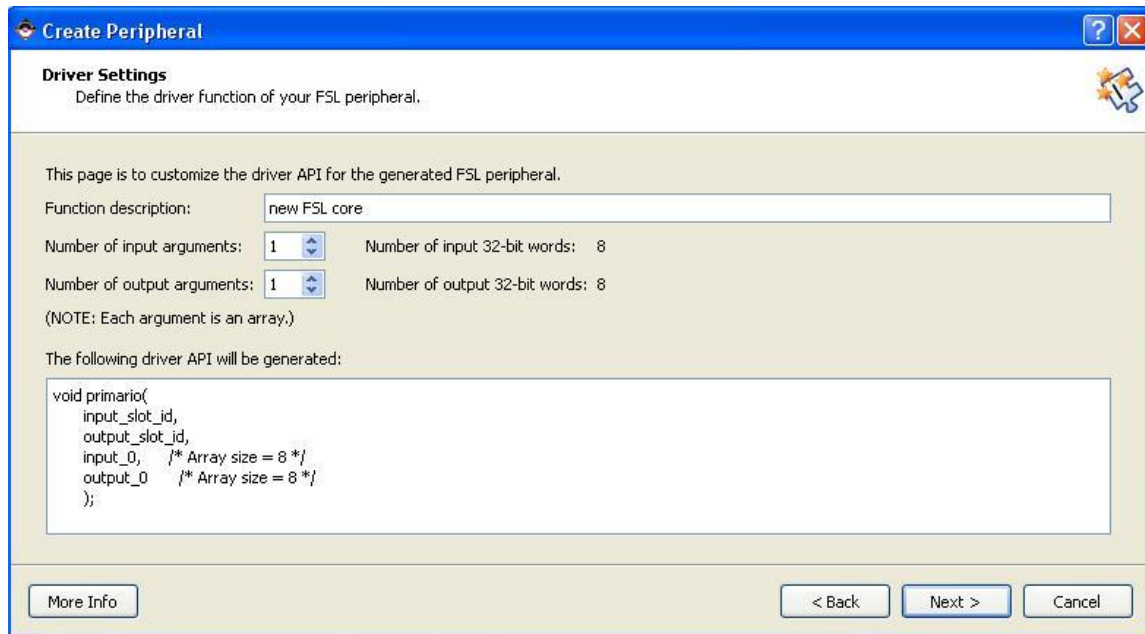 Create Peripheral
Driver Settings
Define the driver function of your FSL peripheral.
This page is to customize the driver API for the generated FSL peripheral.
Function description: new FSL core
Number of input arguments: 1 Number of input 32-bit words: 8
Number of output arguments: 1 Number of output 32-bit words: 8
(NOTE: Each argument is an array.)
The following driver API will be generated:
void primario(
input_slot_id,
output_slot_id,
input_0, /* Array size = 8 */
output_0 /* Array size = 8 */
);
More Info < Back Next > Cancel